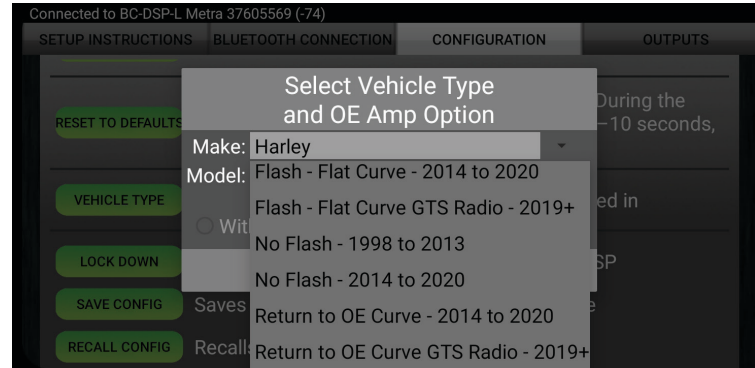 Connected to BC-DSP-L Metra 37605569 (-74)
SETUP INSTRUCTIONS BLUETOOTH CONNECTION CONFIGURATION OUTPUTS
Select Vehicle Type
and OE Amp Option
During the
RESET TO DEFAULTS
–10 seconds,
Make: Harley
Model:
Flash - Flat Curve - 2014 to 2020
VEHICLE TYPE
ed in
Flash - Flat Curve GTS Radio - 2019+
No Flash - 1998 to 2013
LOCK DOWN
SP
No Flash - 2014 to 2020
SAVE CONFIG
Saves
Return to OE Curve - 2014 to 2020
RECALL CONFIG
Return to OE Curve GTS Radio - 2019+